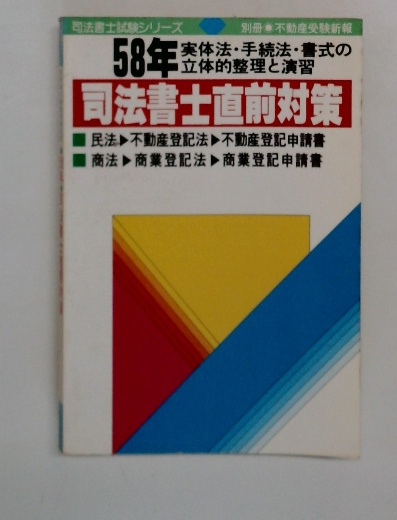 司法書士試験シリーズ
別冊●不動産受験新報
58年 実体法・手続法・書式の
立体的整理と演習
司法書士直前対策
■ 民法▶不動産登記法▶不動産登記申請書
■ 商法▶商業登記法▶商業登記申請書